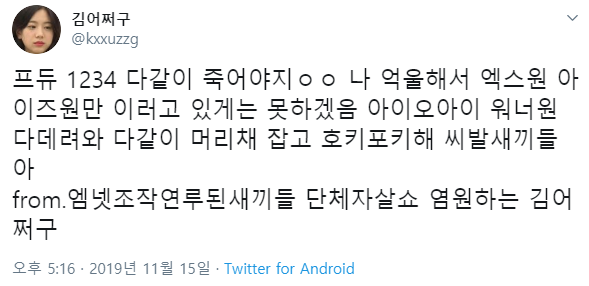 김어쩌구
@kxxuzzg
프듀 1234 다같이 죽어야지ㅇㅇ 나 억울해서 엑스원 아
이즈원만 이러고 있게는 못하겠음 아이오아이 워너원
다데려와 다같이 머리채 잡고 호키포키해 씨발새끼들
아
from.엠넷조작연루된새끼들 단체자살쇼 염원하는 김어
쩌구
오후 5:16 · 2019년 11월 15일 · Twitter for Android